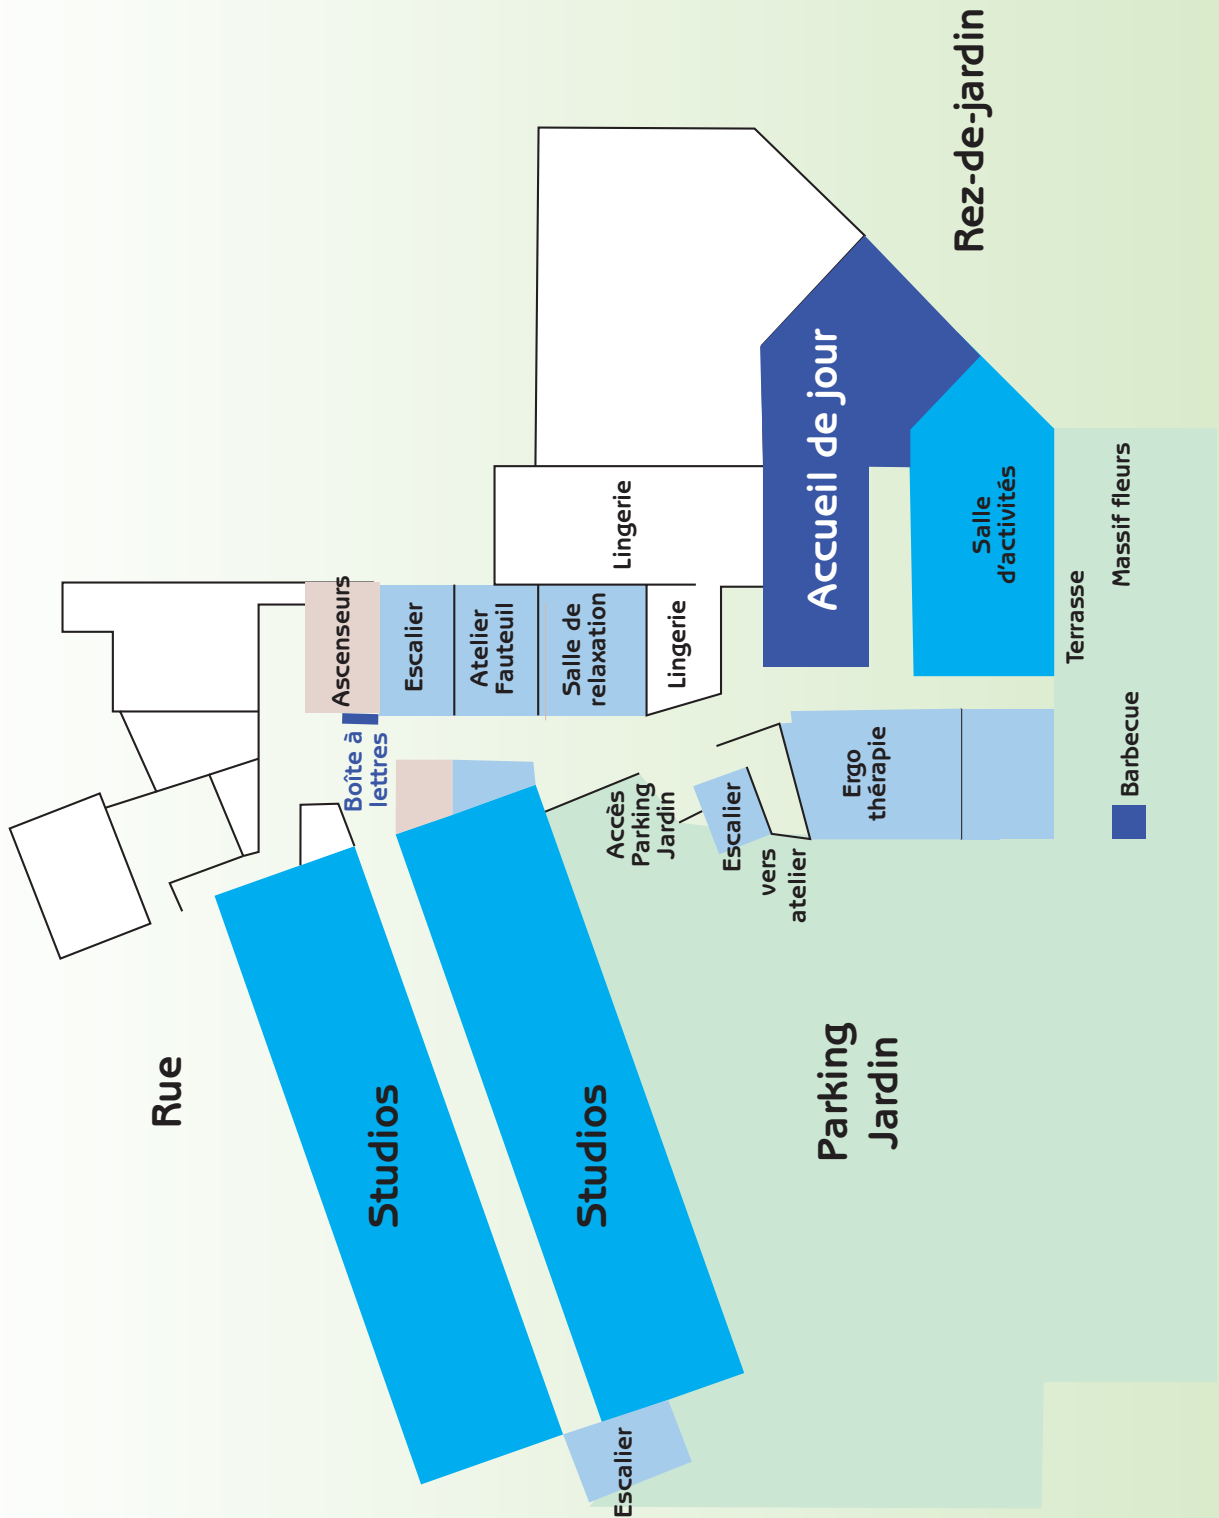 Rez-de-jardin
Rue
Ascenseurs
Boîte à
lettres
Escalier
Atelier
Fauteuil
Salle de
relaxation
Lingerie
Lingerie
Accueil de jour
Salle
d'activités
Terrasse
Massif fleurs
Barbecue
Ergo
thérapie
Accès
Parking
Jardin
Escalier
vers
atelier
Studios
Studios
Parking
Jardin
Escalier